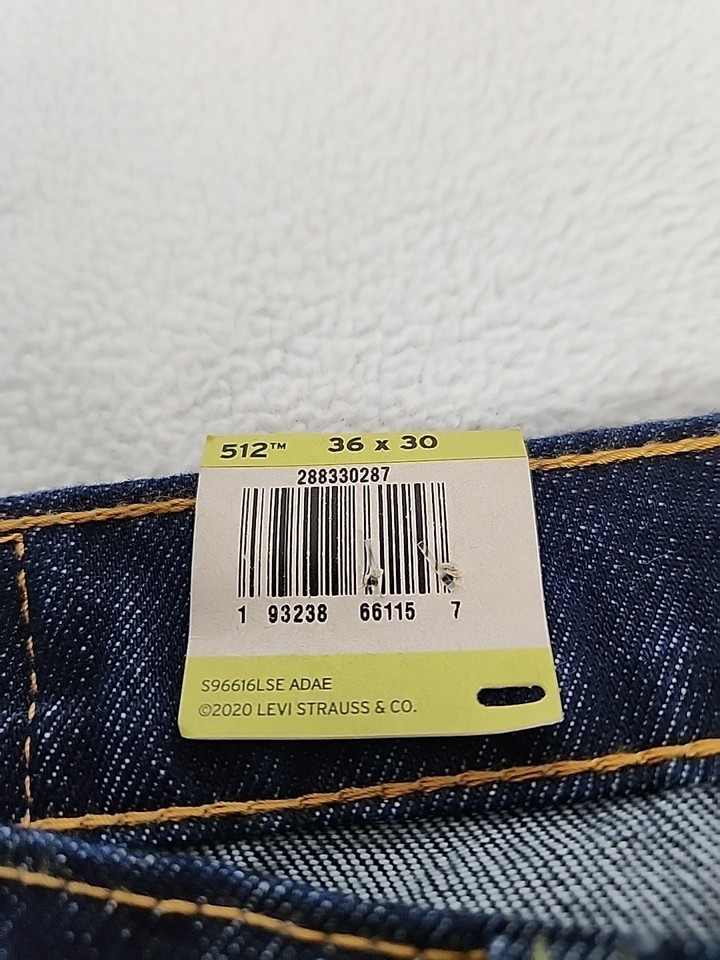 512™ 36 x 30
288330287
1 93238 66115 7
S96616LSE ADAE
©2020 LEVI STRAUSS & CO.